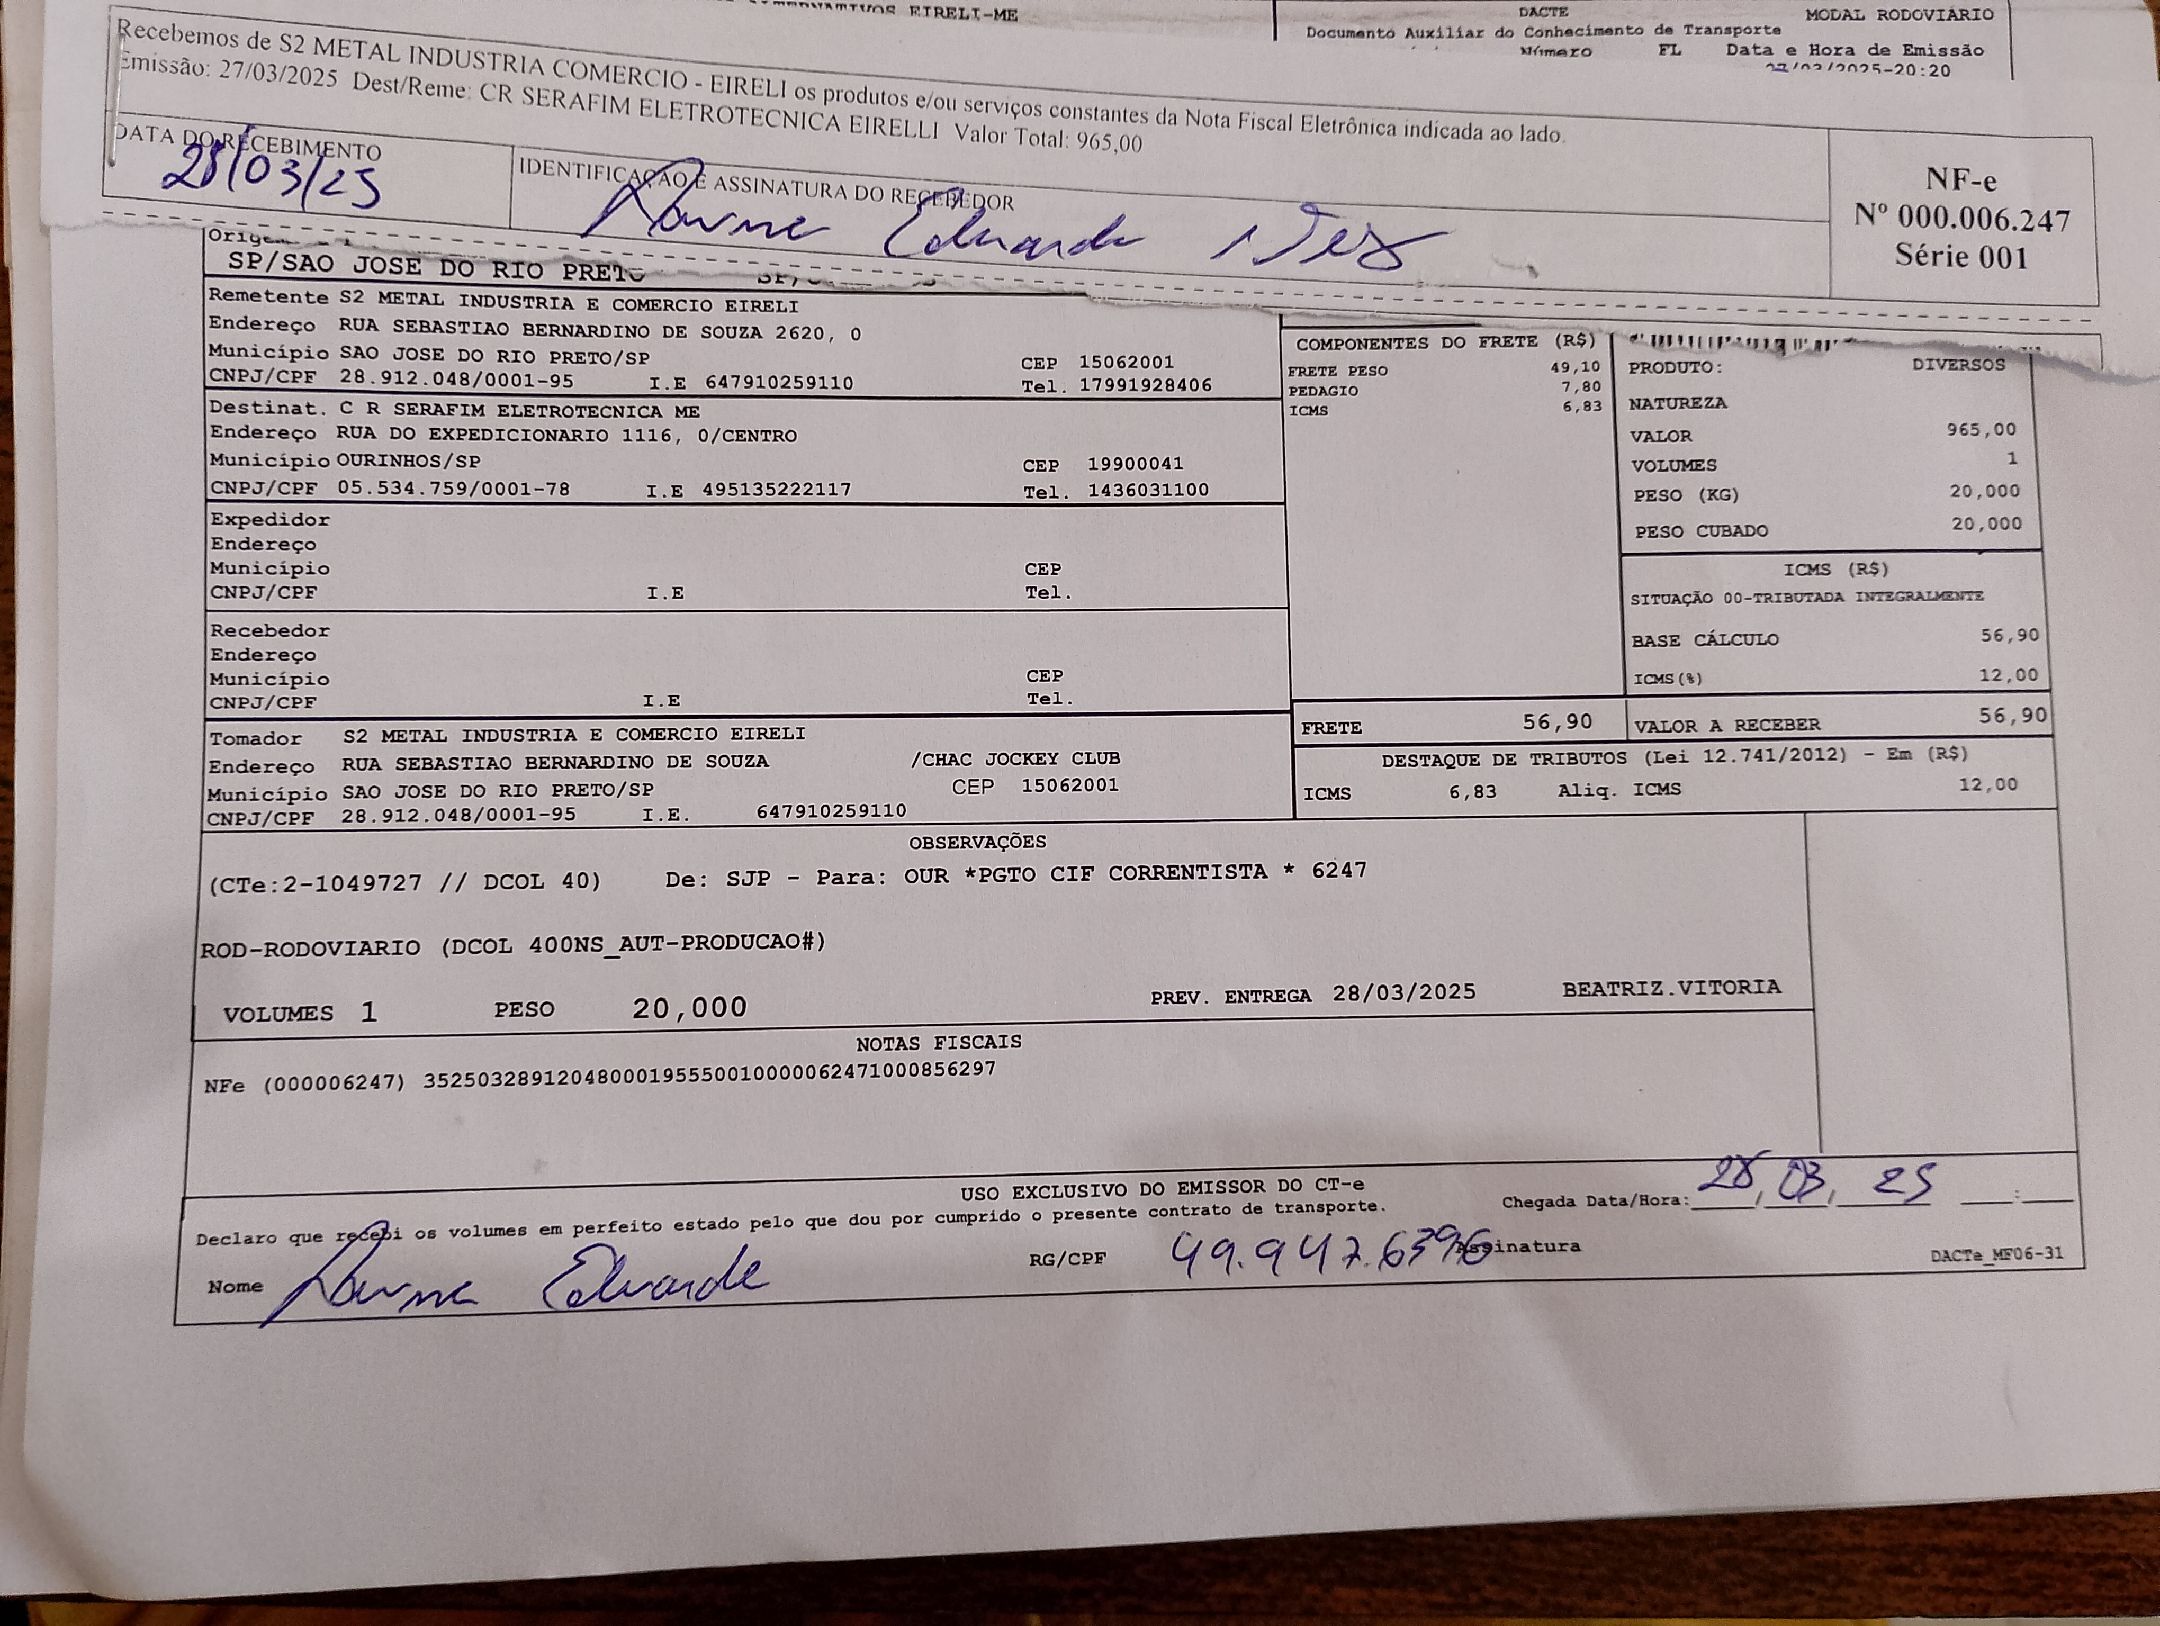 EIRELI-ME
DACTE
MODAL RODOVIÁRIO
Documento Auxiliar do Conhecimento de Transporte
Número FL Data e Hora de Emissão
27/03/2025-20:20
Recebemos de S2 METAL INDUSTRIA COMERCIO - EIRELI os produtos e/ou serviços constantes da Nota Fiscal Eletrônica indicada ao lado.
Emissão: 27/03/2025 Dest/Reme: CR SERAFIM ELETROTECNICA EIRELLI Valor Total: 965,00
DATA DO RECEBIMENTO
28/03/25
IDENTIFICAÇÃO E ASSINATURA DO RECEBEDOR
Eduarda
NF-e
Nº 000.006.247
Série 001
Origem
SP/SAO JOSE DO RIO PRETO
Remetente S2 METAL INDUSTRIA E COMERCIO EIRELI
Endereço RUA SEBASTIAO BERNARDINO DE SOUZA 2620, 0
Município SAO JOSE DO RIO PRETO/SP CEP 15062001
CNPJ/CPF 28.912.048/0001-95 I.E 647910259110 Tel. 17991928406
Destinat. C R SERAFIM ELETROTECNICA ME
Endereço RUA DO EXPEDICIONARIO 1116, 0/CENTRO
Município OURINHOS/SP CEP 19900041
CNPJ/CPF 05.534.759/0001-78 I.E 495135222117 Tel. 1436031100
Expedidor
Endereço
Município CEP
CNPJ/CPF I.E Tel.
Recebedor
Endereço
Município CEP
CNPJ/CPF I.E Tel.
Tomador S2 METAL INDUSTRIA E COMERCIO EIRELI
Endereço RUA SEBASTIAO BERNARDINO DE SOUZA /CHAC JOCKEY CLUB
Município SAO JOSE DO RIO PRETO/SP CEP 15062001
CNPJ/CPF 28.912.048/0001-95 I.E. 647910259110
COMPONENTES DO FRETE (R$)
FRETE PESO 49,10
PEDAGIO 7,80
ICMS 6,83
PRODUTO: DIVERSOS
NATUREZA
VALOR 965,00
VOLUMES 1
PESO (KG) 20,000
PESO CUBADO 20,000
ICMS (R$)
SITUAÇÃO 00-TRIBUTADA INTEGRALMENTE
BASE CÁLCULO 56,90
ICMS(%) 12,00
FRETE 56,90 VALOR A RECEBER 56,90
DESTAQUE DE TRIBUTOS (Lei 12.741/2012) - Em (R$)
ICMS 6,83 Aliq. ICMS 12,00
OBSERVAÇÕES
(CTe:2-1049727 // DCOL 40) De: SJP - Para: OUR *PGTO CIF CORRENTISTA * 6247
ROD-RODOVIARIO (DCOL 400NS_AUT-PRODUCAO#)
VOLUMES 1 PESO 20,000 PREV. ENTREGA 28/03/2025 BEATRIZ.VITORIA
NOTAS FISCAIS
NFe (000006247) 35250328912048000195550010000062471000856297
USO EXCLUSIVO DO EMISSOR DO CT-e
Chegada Data/Hora: 28/03/25 __:__
Declaro que recebi os volumes em perfeito estado pelo que dou por cumprido o presente contrato de transporte.
Nome Eduarda RG/CPF 49.947.6396 Assinatura
DACTe_MF06-31